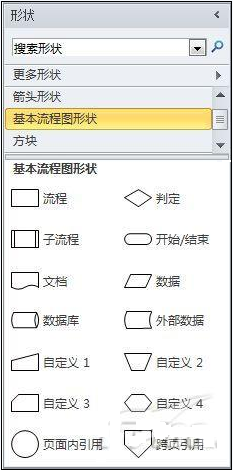 形状
搜索形状
更多形状
箭头形状
基本流程图形状
方块
基本流程图形状
流程 判定
子流程 开始/结束
文档 数据
数据库 外部数据
自定义 1 自定义 2
自定义 3 自定义 4
页面内引用 跨页引用